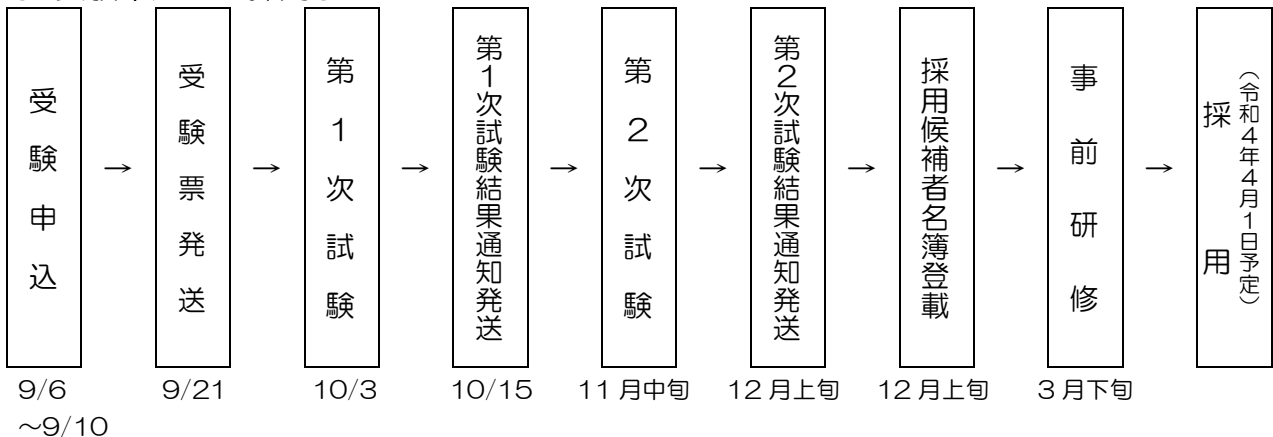 受験申込
→
受験票発送
→
第1次試験
→
第1次試験結果通知発送
→
第2次試験
→
第2次試験結果通知発送
→
採用候補者名簿登載
→
事前研修
→
採用
（令和4年4月1日予定）
9/6
～9/10
9/21
10/3
10/15
11月中旬
12月上旬
12月上旬
3月下旬